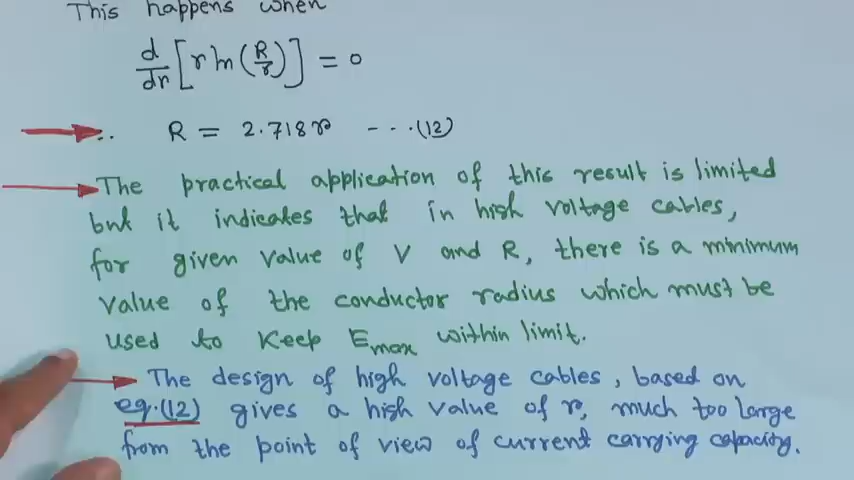 This happens when
d/dr [r ln (R/r)] = 0
∴ R = 2.718r --- (12)
The practical application of this result is limited
but it indicates that in high voltage cables,
for given value of V and R, there is a minimum
value of the conductor radius which must be
used to keep Emax within limit.
The design of high voltage cables, based on
eq.(12) gives a high value of r, much too large
from the point of view of current carrying capacity.